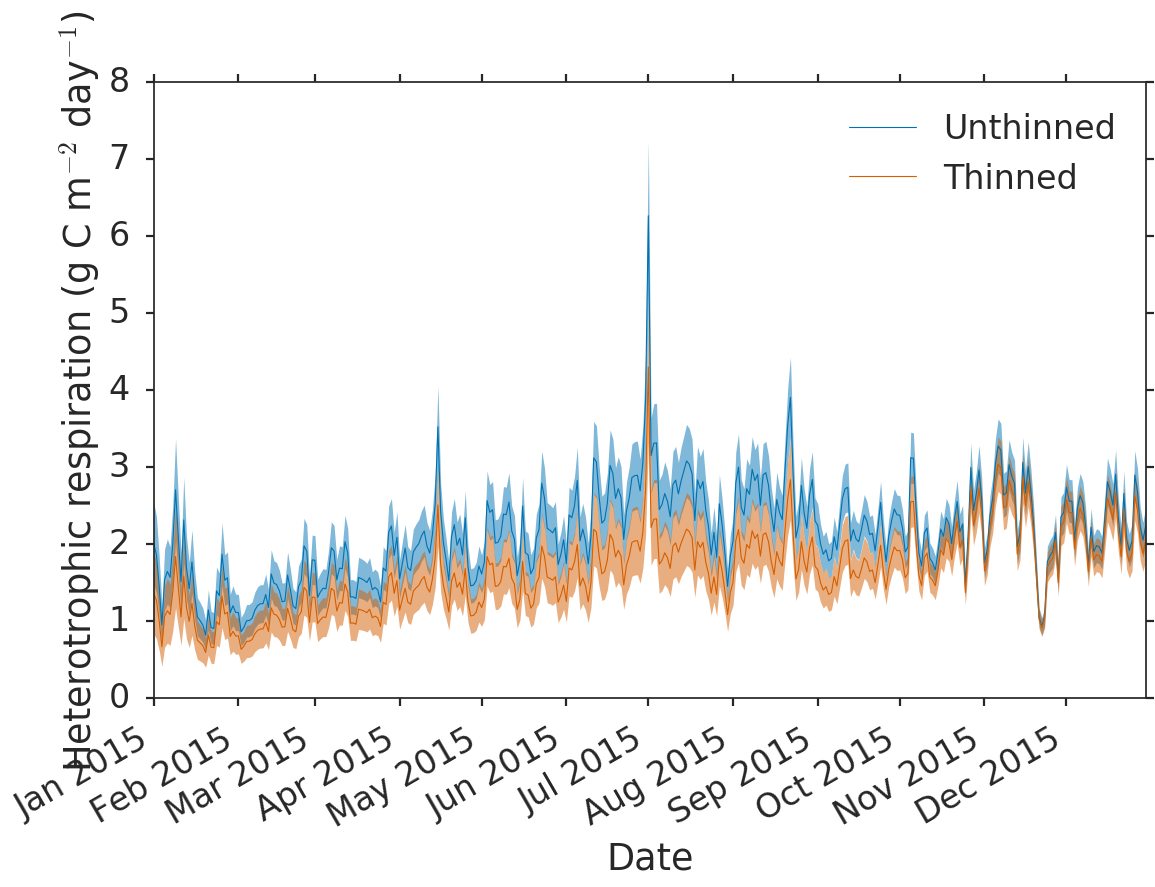 Heterotrophic respiration (g C m⁻² day⁻¹)
8
7
6
5
4
3
2
1
0
Unthinned
Thinned
Jan 2015
Feb 2015
Mar 2015
Apr 2015
May 2015
Jun 2015
Jul 2015
Aug 2015
Sep 2015
Oct 2015
Nov 2015
Dec 2015
Date